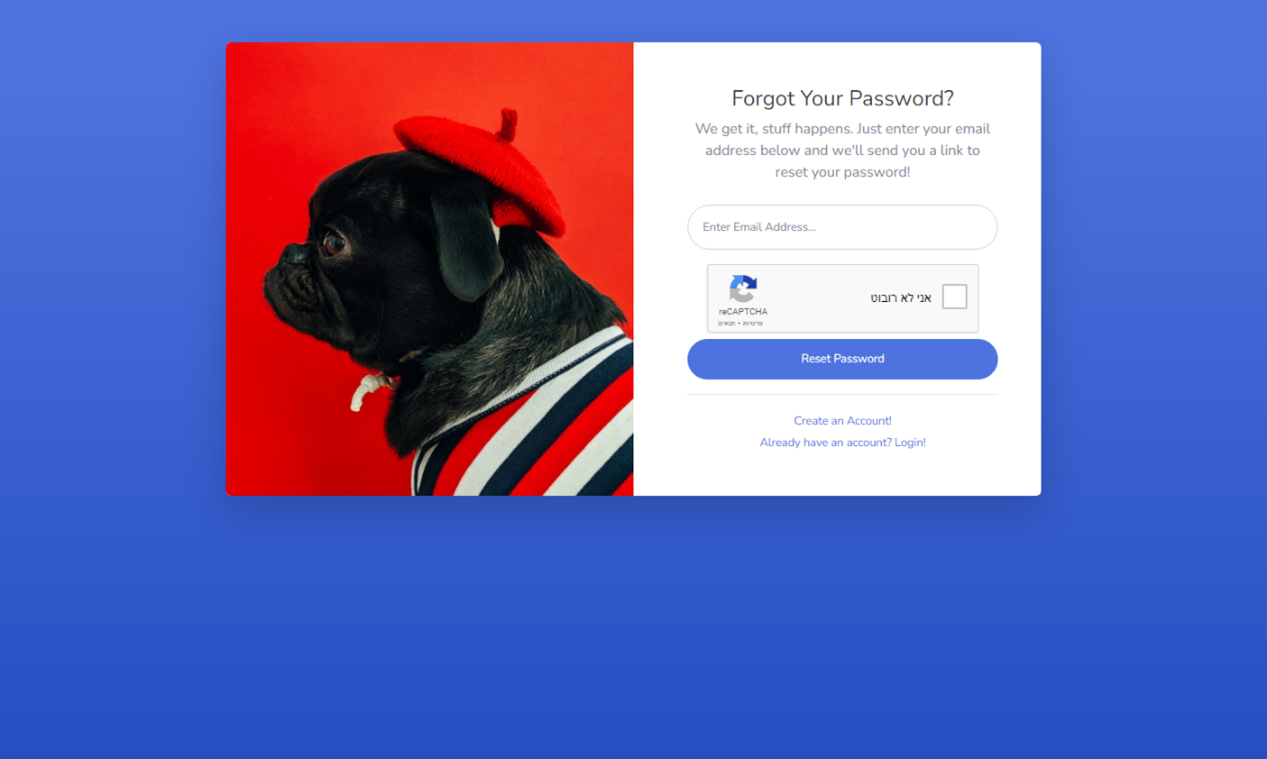 Forgot Your Password?
We get it, stuff happens. Just enter your email
address below and we'll send you a link to
reset your password!
Enter Email Address...
אני לא רובוט
reCAPTCHA
פרטיות • תנאים
Reset Password
Create an Account!
Already have an account? Login!